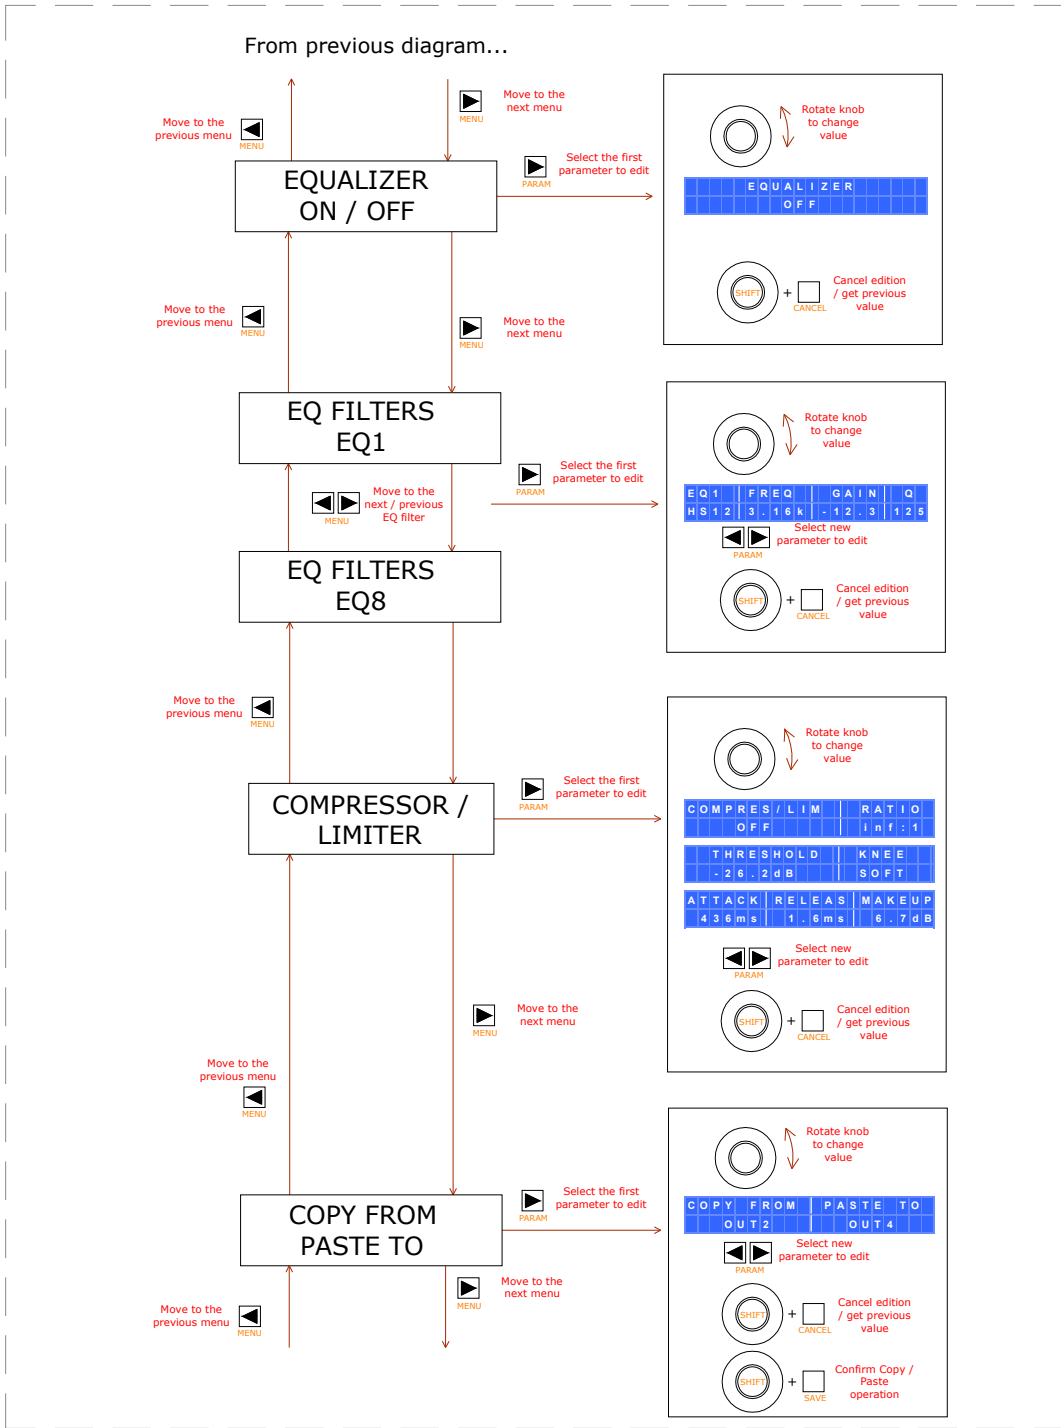 From previous diagram...
Move to the
previous menu
MENU
MENU
Move to the
next menu
EQUALIZER
ON / OFF
PARAM
Select the first
parameter to edit
Rotate knob
to change
value
EQUALIZER
OFF
SHIFT
+
CANCEL
Cancel edition
/ get previous
value
Move to the
previous menu
MENU
MENU
Move to the
next menu
EQ FILTERS
EQ1
MENU
Move to the
next / previous
EQ filter
PARAM
Select the first
parameter to edit
EQ FILTERS
EQ8
Rotate knob
to change
value
EQ1 FREQ GAIN Q
HS12 3.16k -12.3 125
PARAM
Select new
parameter to edit
SHIFT
+
CANCEL
Cancel edition
/ get previous
value
Move to the
previous menu
MENU
COMPRESSOR /
LIMITER
PARAM
Select the first
parameter to edit
Rotate knob
to change
value
COMPRES/LIM RATIO
OFF inf:1
THRESHOLD KNEE
-26.2dB SOFT
ATTACK RELEAS MAKEUP
436ms 1.6ms 6.7dB
PARAM
Select new
parameter to edit
SHIFT
+
CANCEL
Cancel edition
/ get previous
value
MENU
Move to the
next menu
Move to the
previous menu
MENU
COPY FROM
PASTE TO
PARAM
Select the first
parameter to edit
Rotate knob
to change
value
COPY FROM PASTE TO
OUT2 OUT4
PARAM
Select new
parameter to edit
SHIFT
+
CANCEL
Cancel edition
/ get previous
value
SHIFT
+
SAVE
Confirm Copy /
Paste
operation
Move to the
previous menu
MENU
MENU
Move to the
next menu